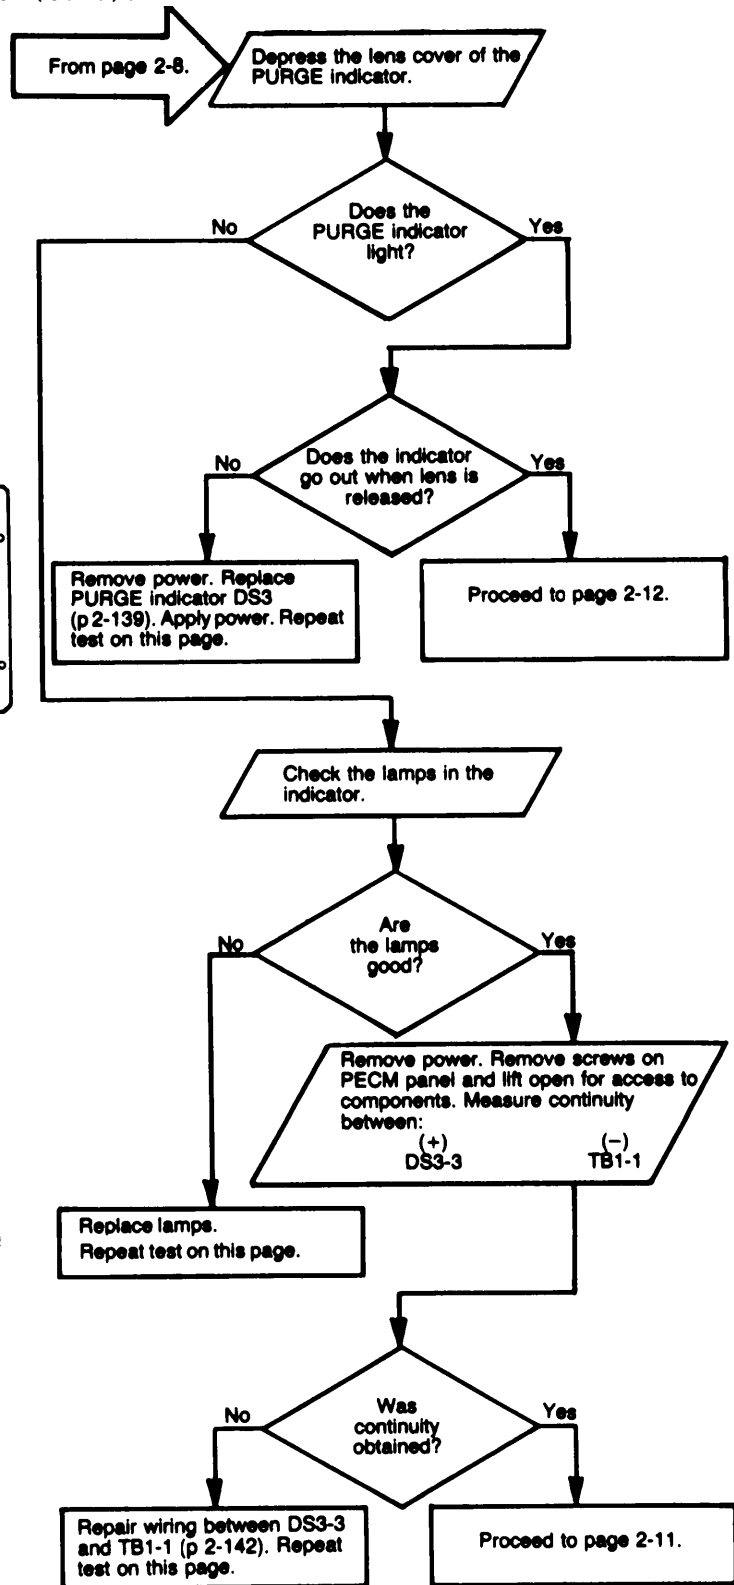 From page 2-8.
Depress the lens cover of the
PURGE indicator.
Does the
PURGE indicator
light?
No
Yes
Does the indicator
go out when lens is
released?
No
Yes
Remove power. Replace
PURGE indicator DS3
(p 2-139). Apply power. Repeat
test on this page.
Proceed to page 2-12.
Check the lamps in the
indicator.
Are
the lamps
good?
No
Yes
Remove power. Remove screws on
PECM panel and lift open for access to
components. Measure continuity
between:
(+) (−)
DS3-3 TB1-1
Replace lamps.
Repeat test on this page.
Was
continuity
obtained?
No
Yes
Repair wiring between DS3-3
and TB1-1 (p 2-142). Repeat
test on this page.
Proceed to page 2-11.